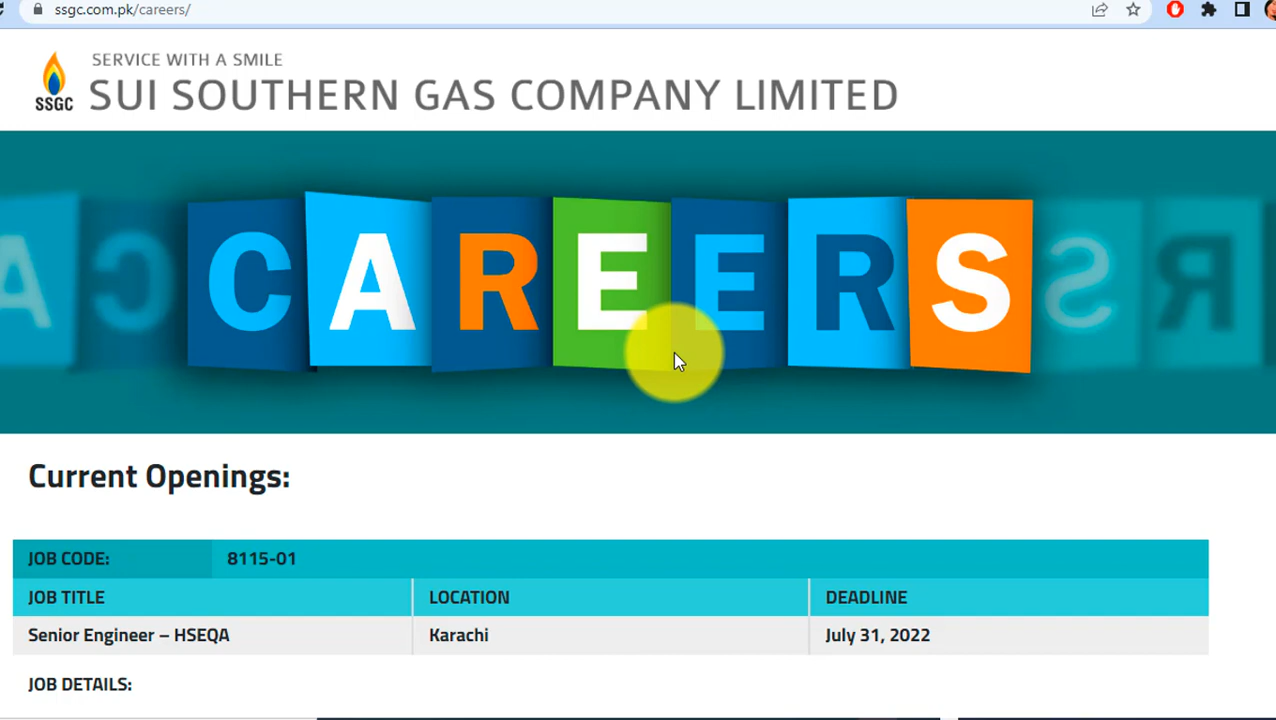 ssgc.com.pk/careers/
SERVICE WITH A SMILE
SSGC
SUI SOUTHERN GAS COMPANY LIMITED
A C CAREERS S R
Current Openings:
JOB CODE: 8115-01
JOB TITLE LOCATION DEADLINE
Senior Engineer – HSEQA Karachi July 31, 2022
JOB DETAILS: